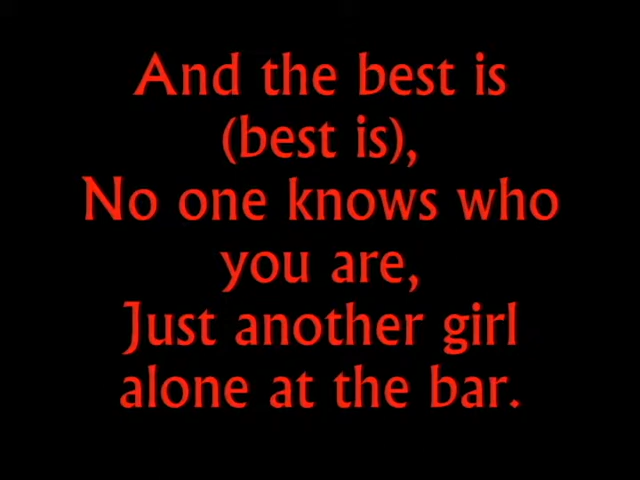 And the best is
(best is),
No one knows who
you are,
Just another girl
alone at the bar.